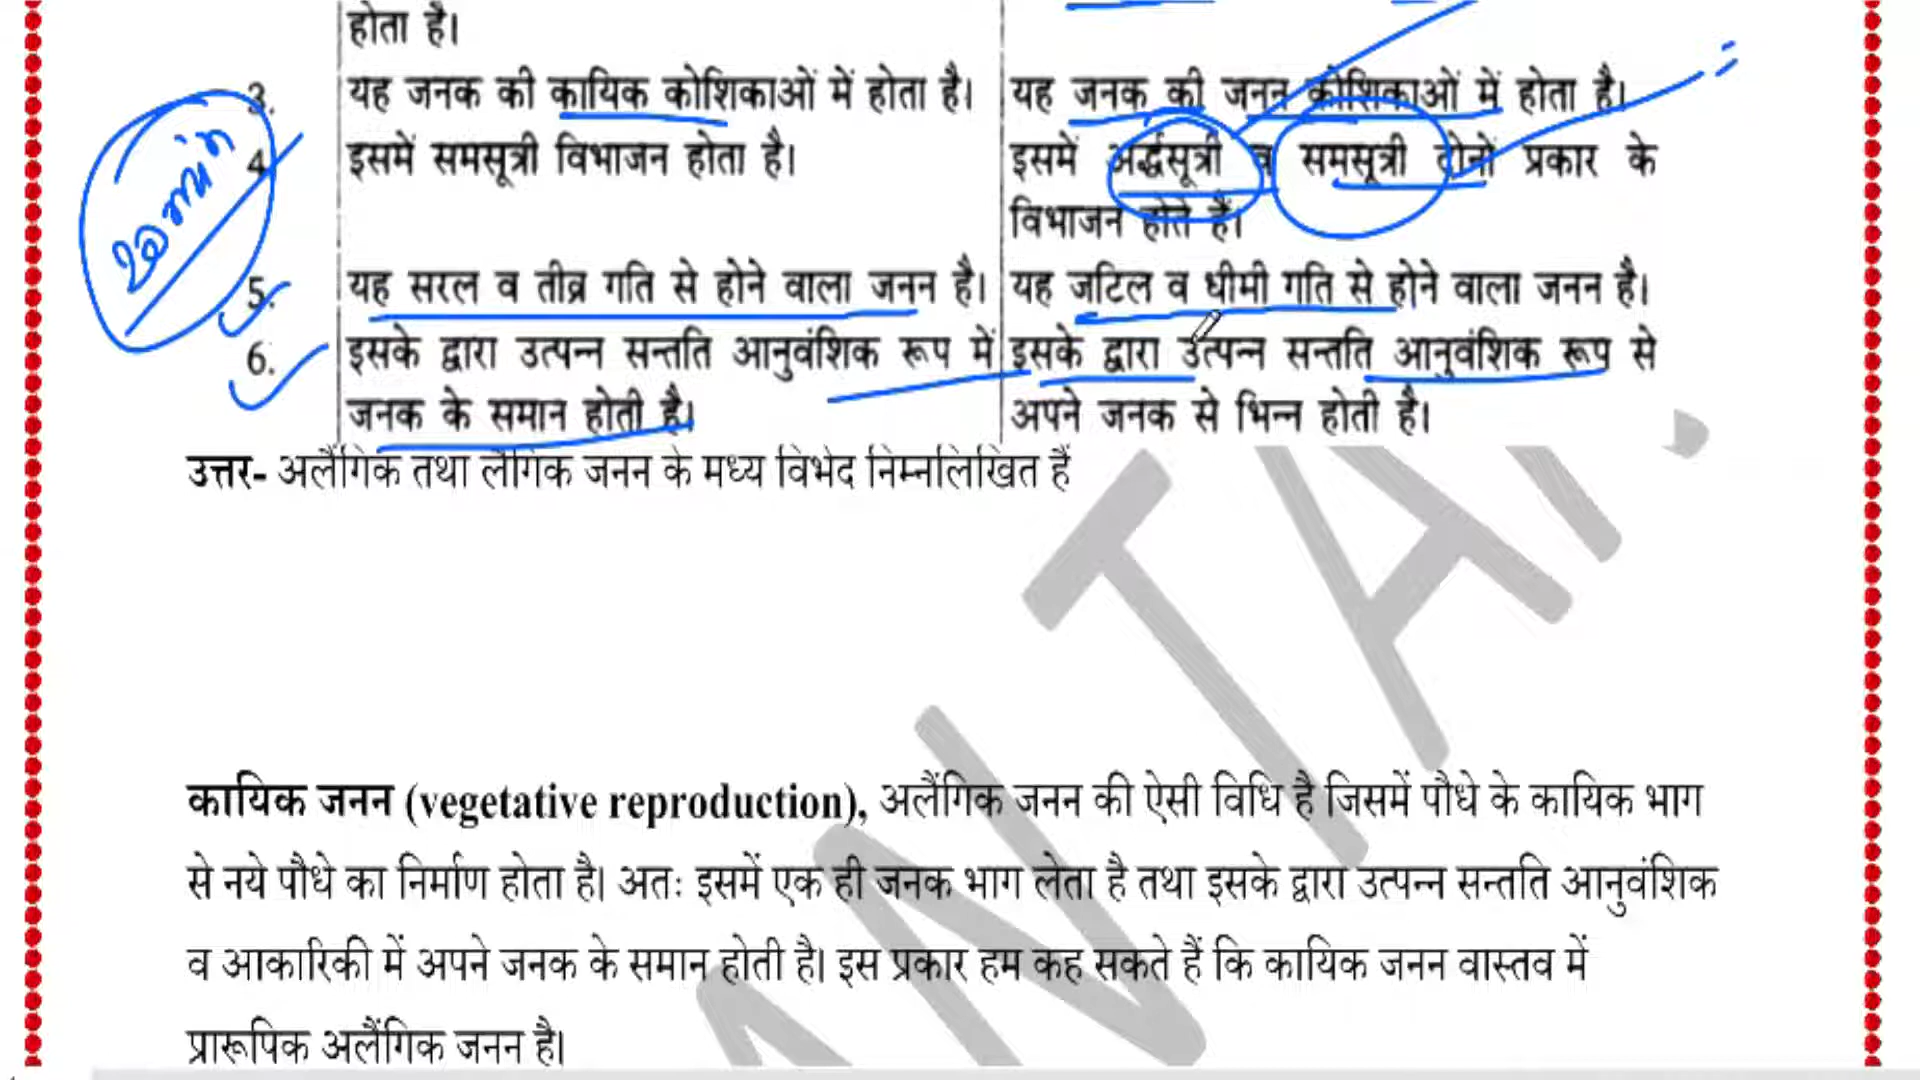 होता है।
3. यह जनक की कायिक कोशिकाओं में होता है। यह जनक की जनन कोशिकाओं में होता है।
4. इसमें समसूत्री विभाजन होता है। इसमें अर्द्धसूत्री व समसूत्री दोनों प्रकार के
विभाजन होते हैं।
5. यह सरल व तीव्र गति से होने वाला जनन है। यह जटिल व धीमी गति से होने वाला जनन है।
6. इसके द्वारा उत्पन्न सन्तति आनुवंशिक रूप में इसके द्वारा उत्पन्न सन्तति आनुवंशिक रूप से
जनक के समान होती है। अपने जनक से भिन्न होती है।
उत्तर- अलैंगिक तथा लैंगिक जनन के मध्य विभेद निम्नलिखित हैं
कायिक जनन (vegetative reproduction), अलैंगिक जनन की ऐसी विधि है जिसमें पौधे के कायिक भाग
से नये पौधे का निर्माण होता है। अतः इसमें एक ही जनक भाग लेता है तथा इसके द्वारा उत्पन्न सन्तति आनुवंशिक
व आकारिकी में अपने जनक के समान होती है। इस प्रकार हम कह सकते हैं कि कायिक जनन वास्तव में
प्रारूपिक अलैंगिक जनन है।